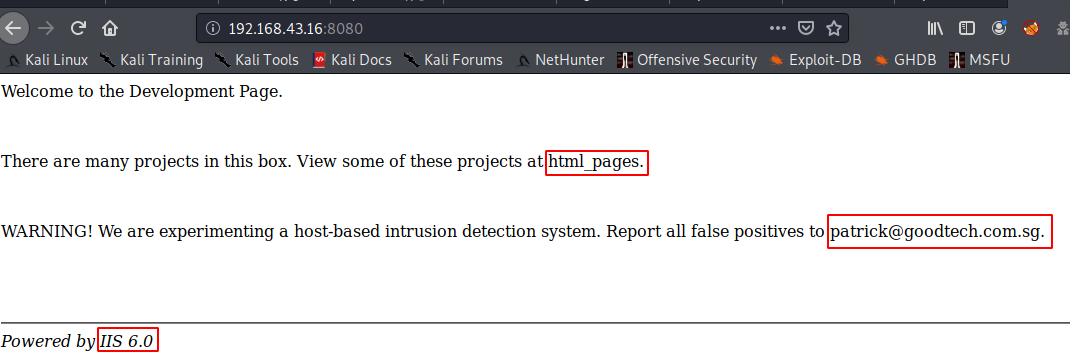 192.168.43.16:8080
Kali Linux Kali Training Kali Tools Kali Docs Kali Forums NetHunter Offensive Security Exploit-DB GHDB MSFU
Welcome to the Development Page.
There are many projects in this box. View some of these projects at html_pages.
WARNING! We are experimenting a host-based intrusion detection system. Report all false positives to patrick@goodtech.com.sg.
Powered by IIS 6.0